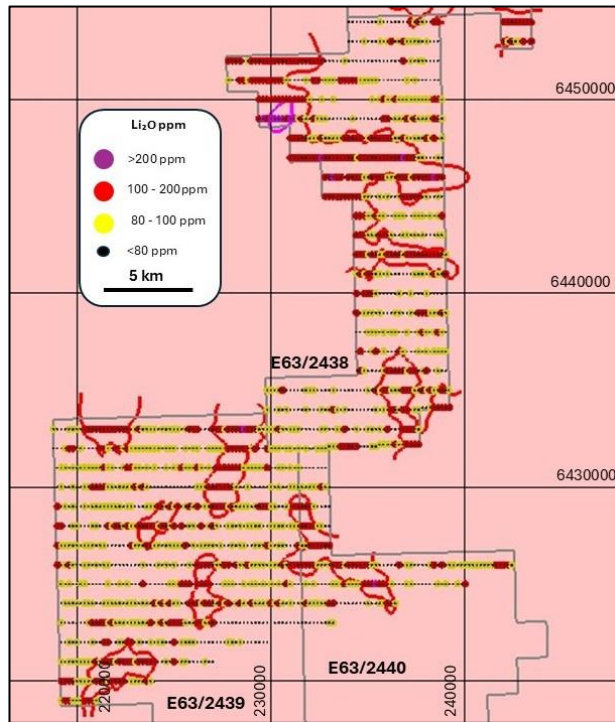 6450000
Li₂O ppm
>200 ppm
100 - 200ppm
80 - 100 ppm
<80 ppm
5 km
6440000
E63/2438
6430000
220000
230000
240000
E63/2440
E63/2439